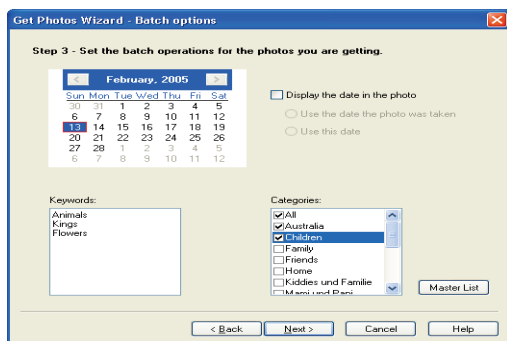 Get Photos Wizard - Batch options
Step 3 - Set the batch operations for the photos you are getting.
< February, 2005 >
Sun Mon Tue Wed Thu Fri Sat
30 31 1 2 3 4 5
6 7 8 9 10 11 12
13 14 15 16 17 18 19
20 21 22 23 24 25 26
27 28 1 2 3 4 5
6 7 8 9 10 11 12
Display the date in the photo
Use the date the photo was taken
Use this date
Keywords:
Animals
Kings
Flowers
Categories:
All
Australia
Children
Family
Friends
Home
Kiddies und Familie
Mami und Papi
Master List
< Back Next > Cancel Help